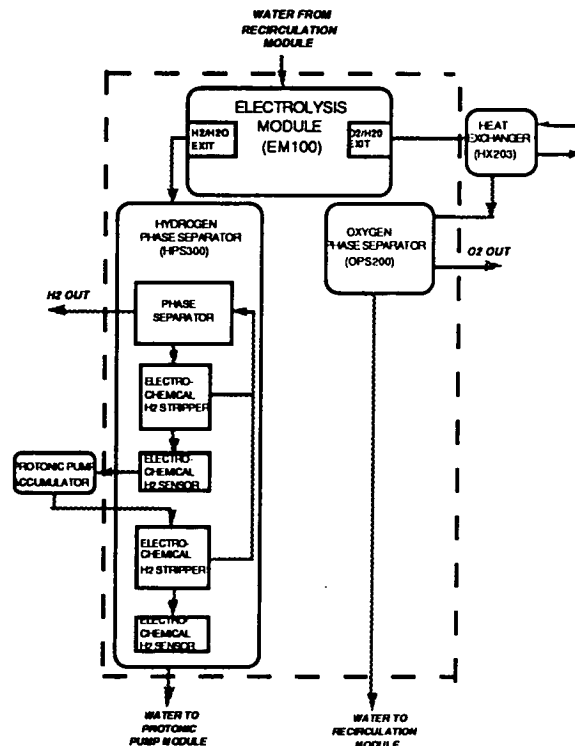 WATER FROM
RECIRCULATION
MODULE
ELECTROLYSIS
MODULE
(EM100)
H2/H2O
EXIT
O2/H2O
EXIT
HEAT
EXCHANGER
(HX203)
HYDROGEN
PHASE SEPARATOR
(HPS300)
OXYGEN
PHASE SEPARATOR
(OPS200)
O2 OUT
H2 OUT
PHASE
SEPARATOR
ELECTRO-
CHEMICAL
H2 STRIPPER
PROTONIC PUMP
ACCUMULATOR
ELECTRO-
CHEMICAL
H2 SENSOR
ELECTRO-
CHEMICAL
H2 STRIPPER
ELECTRO-
CHEMICAL
H2 SENSOR
WATER TO
PROTONIC
PUMP MODULE
WATER TO
RECIRCULATION
MODULE